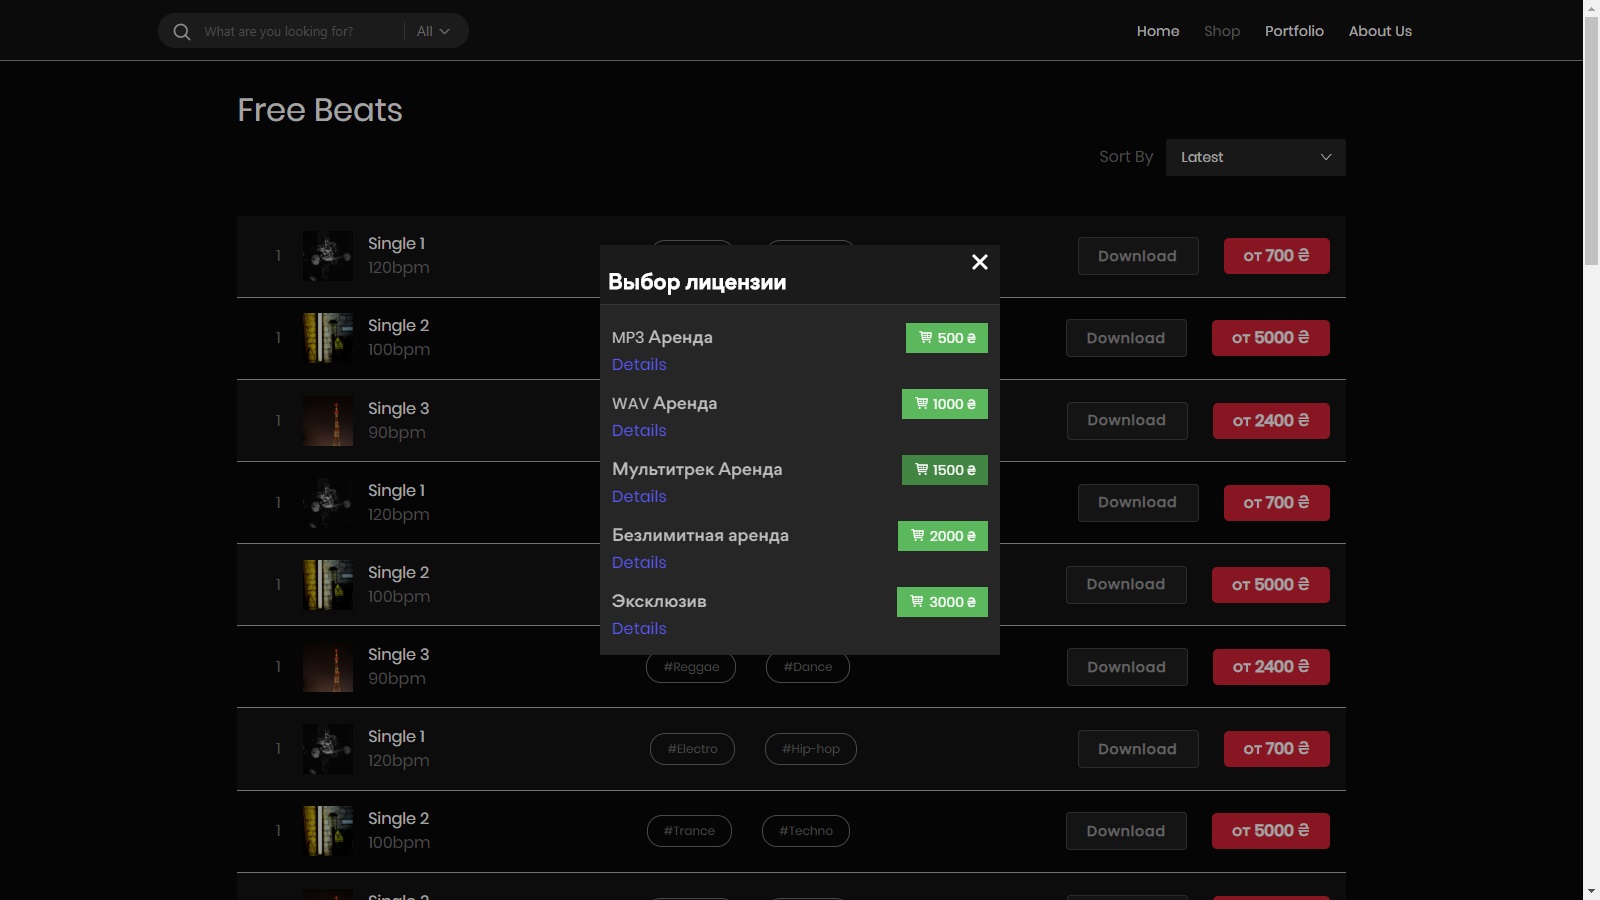 What are you looking for? All
Home Shop Portfolio About Us
Free Beats
Sort By Latest
1 Single 1 120bpm Download от 700 ₴
1 Single 2 100bpm Download от 5000 ₴
1 Single 3 90bpm Download от 2400 ₴
1 Single 1 120bpm Download от 700 ₴
1 Single 2 100bpm Download от 5000 ₴
1 Single 3 90bpm #Reggae #Dance Download от 2400 ₴
1 Single 1 120bpm #Electro #Hip-hop Download от 700 ₴
1 Single 2 100bpm #Trance #Techno Download от 5000 ₴
Выбор лицензии
MP3 Аренда 500 ₴
Details
WAV Аренда 1000 ₴
Details
Мультитрек Аренда 1500 ₴
Details
Безлимитная аренда 2000 ₴
Details
Эксклюзив 3000 ₴
Details